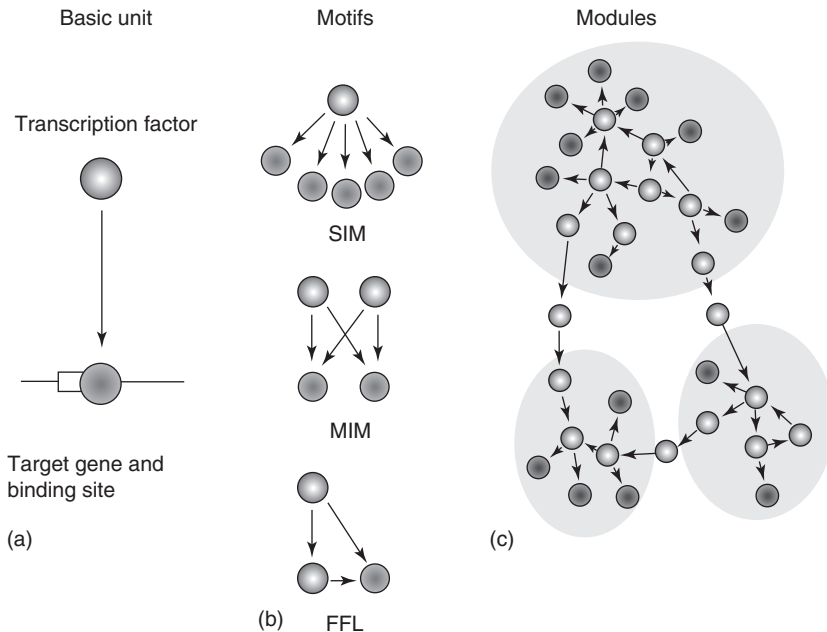 Basic unit
Motifs
Modules
Transcription factor
Target gene and
binding site
(a)
SIM
MIM
FFL
(b)
(c)